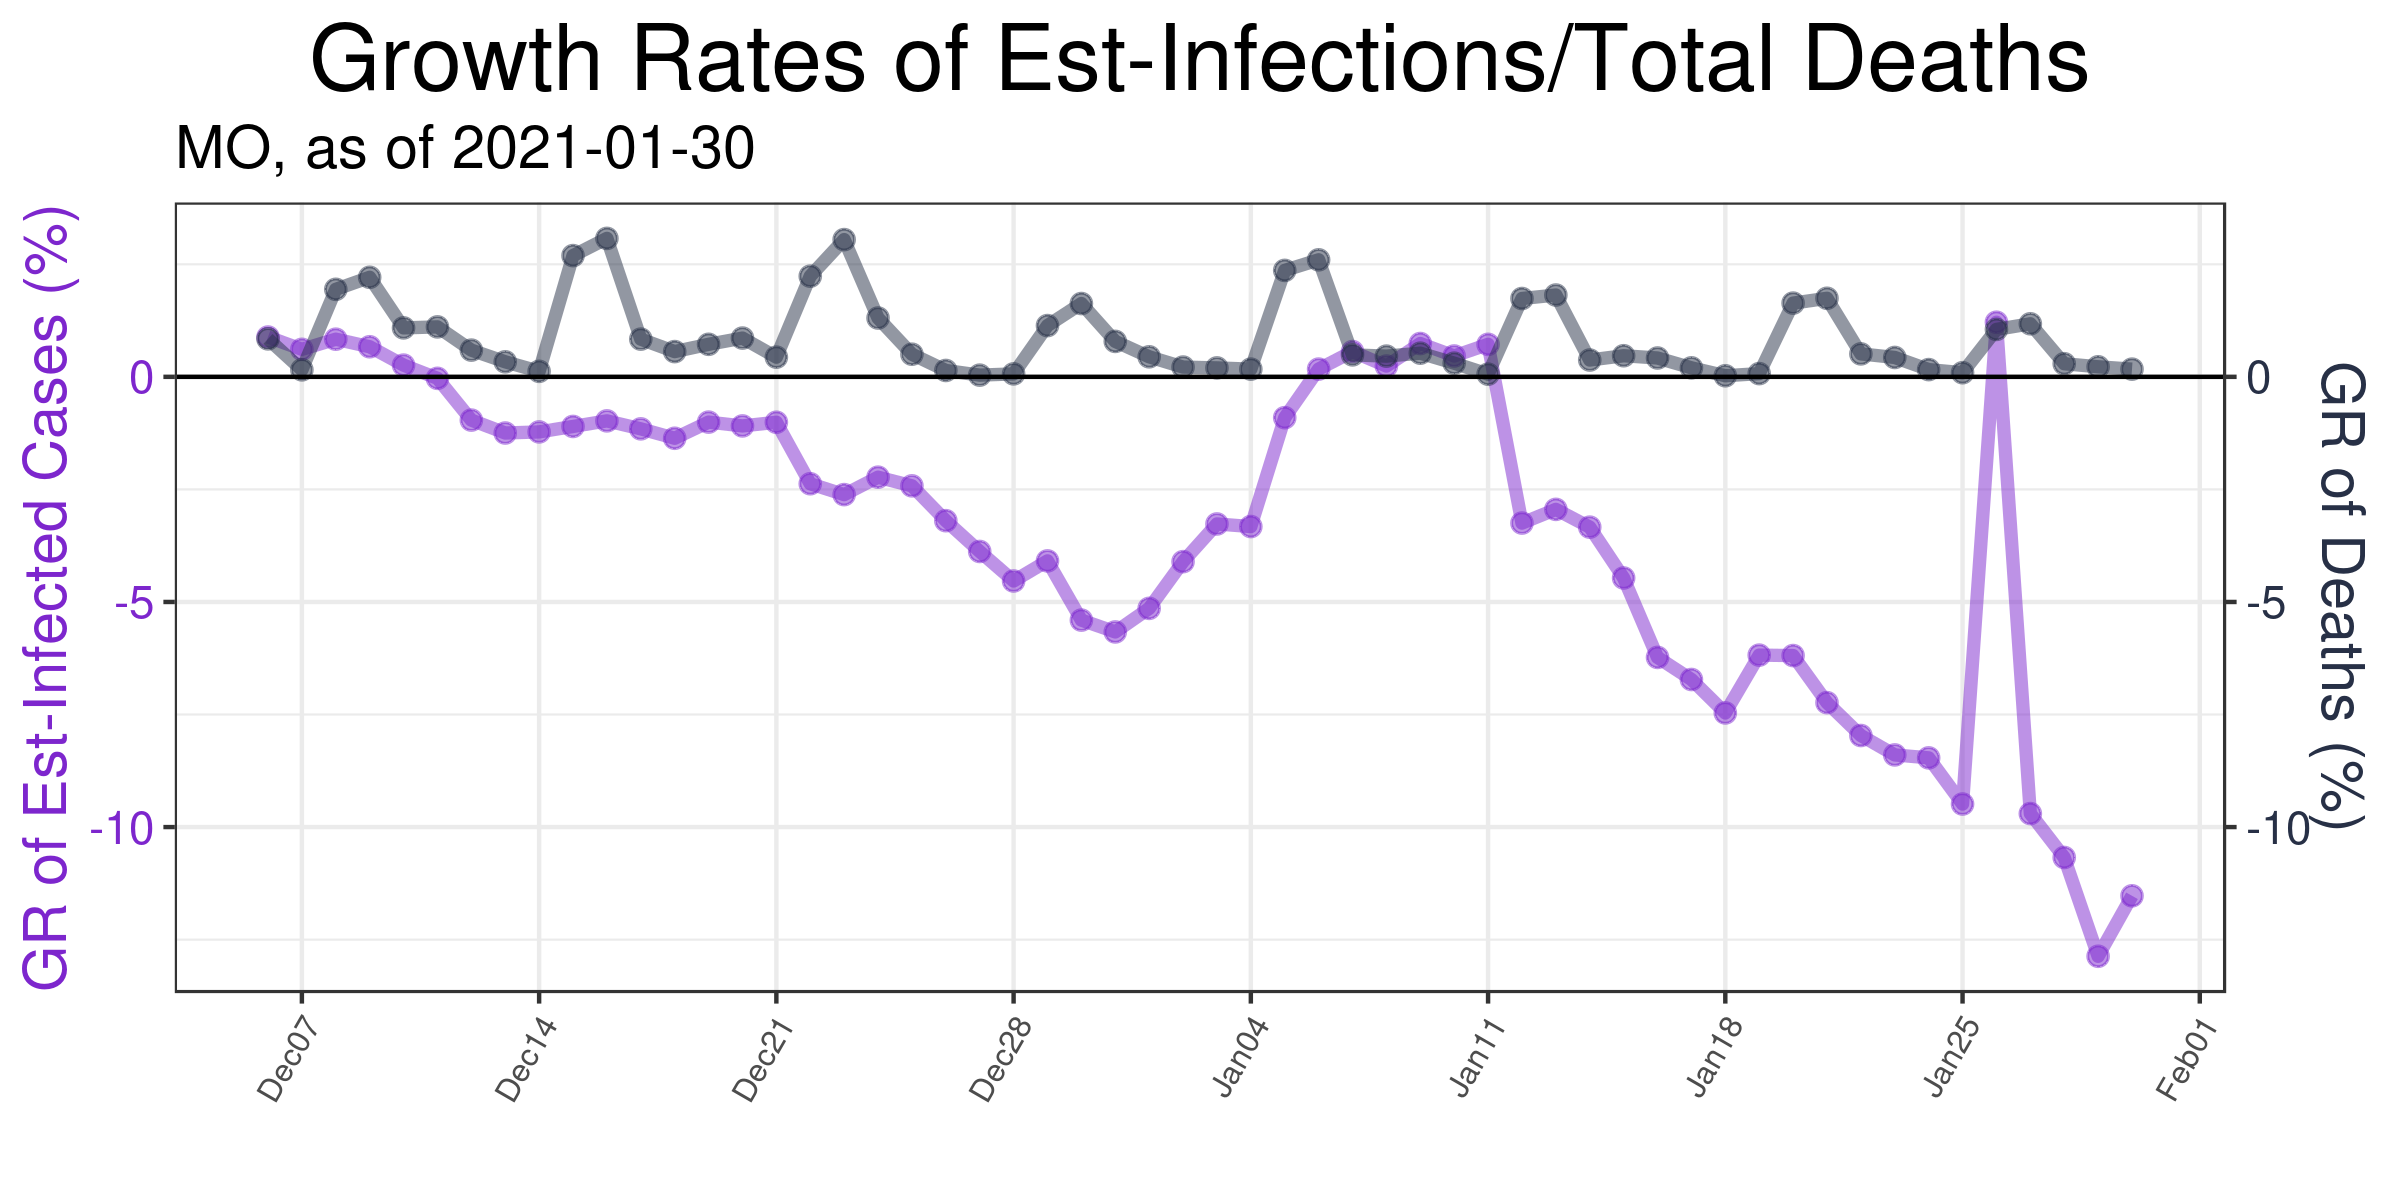 Growth Rates of Est-Infections/Total Deaths
MO, as of 2021-01-30
GR of Est-Infected Cases (%)
0
-5
-10
0
-5
-10
GR of Deaths (%)
Dec07
Dec14
Dec21
Dec28
Jan04
Jan11
Jan18
Jan25
Feb01